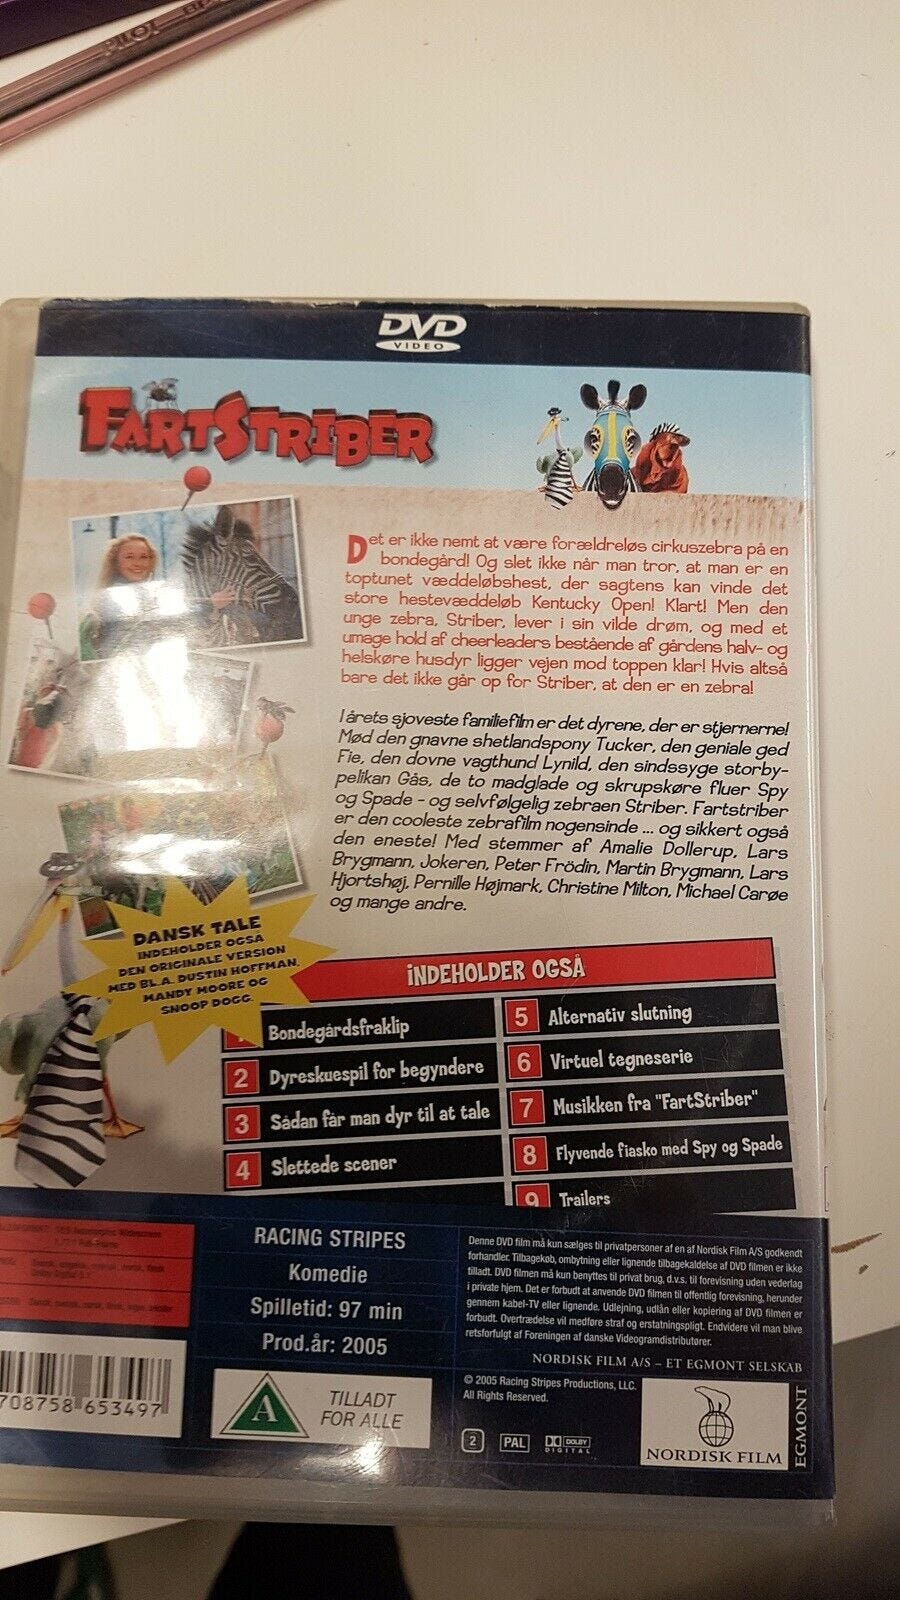 PILOT
DVD
VIDEO
FARTSTRIBER
Det er ikke nemt at være forældreløs cirkuszebra på en
bondegård! Og slet ikke når man tror, at man er en
toptunet væddeløbshest, der sagtens kan vinde det
store hestevæddeløb Kentucky Open! Klart! Men den
unge zebra, Striber, lever i sin vilde drøm, og med et
umage hold af cheerleaders bestående af gårdens halv- og
helskøre husdyr ligger vejen mod toppen klar! Hvis altså
bare det ikke går op for Striber, at den er en zebra!
I årets sjoveste familiefilm er det dyrene, der er stjernerne!
Mød den gnavne shetlandspony Tucker, den geniale ged
Fie, den dovne vagthund Lynild, den sindssyge storby-
pelikan Gås, de to madglade og skrupskøre fluer Spy
og Spade - og selvfølgelig zebraen Striber. Fartstriber
er den cooleste zebrafilm nogensinde ... og sikkert også
den eneste! Med stemmer af Amalie Dollerup, Lars
Brygmann, Jokeren, Peter Frödin, Martin Brygmann, Lars
Hjortshøj, Pernille Højmark, Christine Milton, Michael Carøe
og mange andre.
DANSK TALE
INDEHOLDER OGSÅ
DEN ORIGINALE VERSION
MED BL.A. DUSTIN HOFFMAN,
MANDY MOORE OG
SNOOP DOGG.
INDEHOLDER OGSÅ
1 Bondegårdsfraklip
2 Dyreskuespil for begyndere
3 Sådan får man dyr til at tale
4 Slettede scener
5 Alternativ slutning
6 Virtuel tegneserie
7 Musikken fra "FartStriber"
8 Flyvende fiasko med Spy og Spade
9 Trailers
RACING STRIPES
Komedie
Spilletid: 97 min
Prod.år: 2005
Denne DVD film må kun sælges til privatpersoner af en af Nordisk Film A/S godkendt
forhandler. Tilbagekøb, ombytning eller lignende tilbagekaldelse af DVD filmen er ikke
tilladt. DVD filmen må kun benyttes til privat brug, d.v.s. til forevisning uden vederlag
i private hjem. Det er forbudt at anvende DVD filmen til offentlig forevisning, herunder
gennem kabel-TV eller lignende. Udlejning, udlån eller kopiering af DVD filmen er
forbudt. Overtrædelse vil medføre straf og erstatningspligt. Endvidere vil man blive
retsforfulgt af Foreningen af danske Videogramdistributører.
NORDISK FILM A/S – ET EGMONT SELSKAB
708758 653497
A
TILLADT
FOR ALLE
© 2005 Racing Stripes Productions, LLC.
All Rights Reserved.
2
PAL
DOLBY
DIGITAL
NORDISK FILM
EGMONT